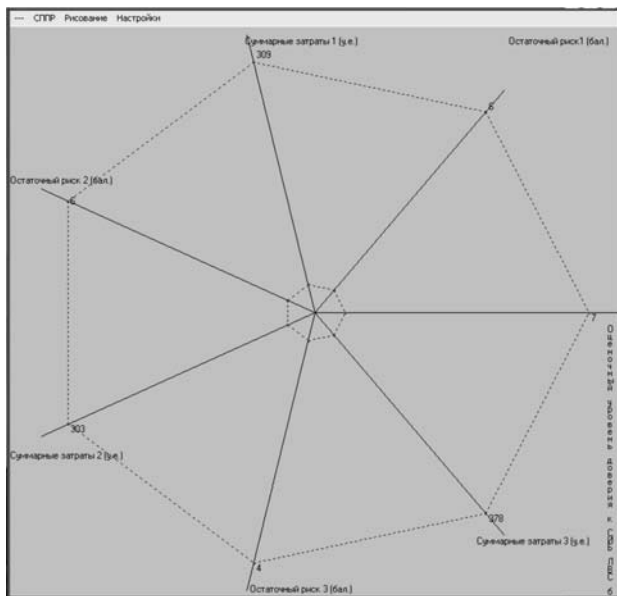 --- СППР Рисование Настройки
Суммарные затраты 1 (у.е.)
309
Остаточный риск1 (бал.)
6
Остаточный риск 2 (бал.)
6
7
303
Суммарные затраты 2 (у.е.)
378
Суммарные затраты 3 (у.е.)
4
Остаточный риск 3 (бал.)
Оценочный уровень доверия к